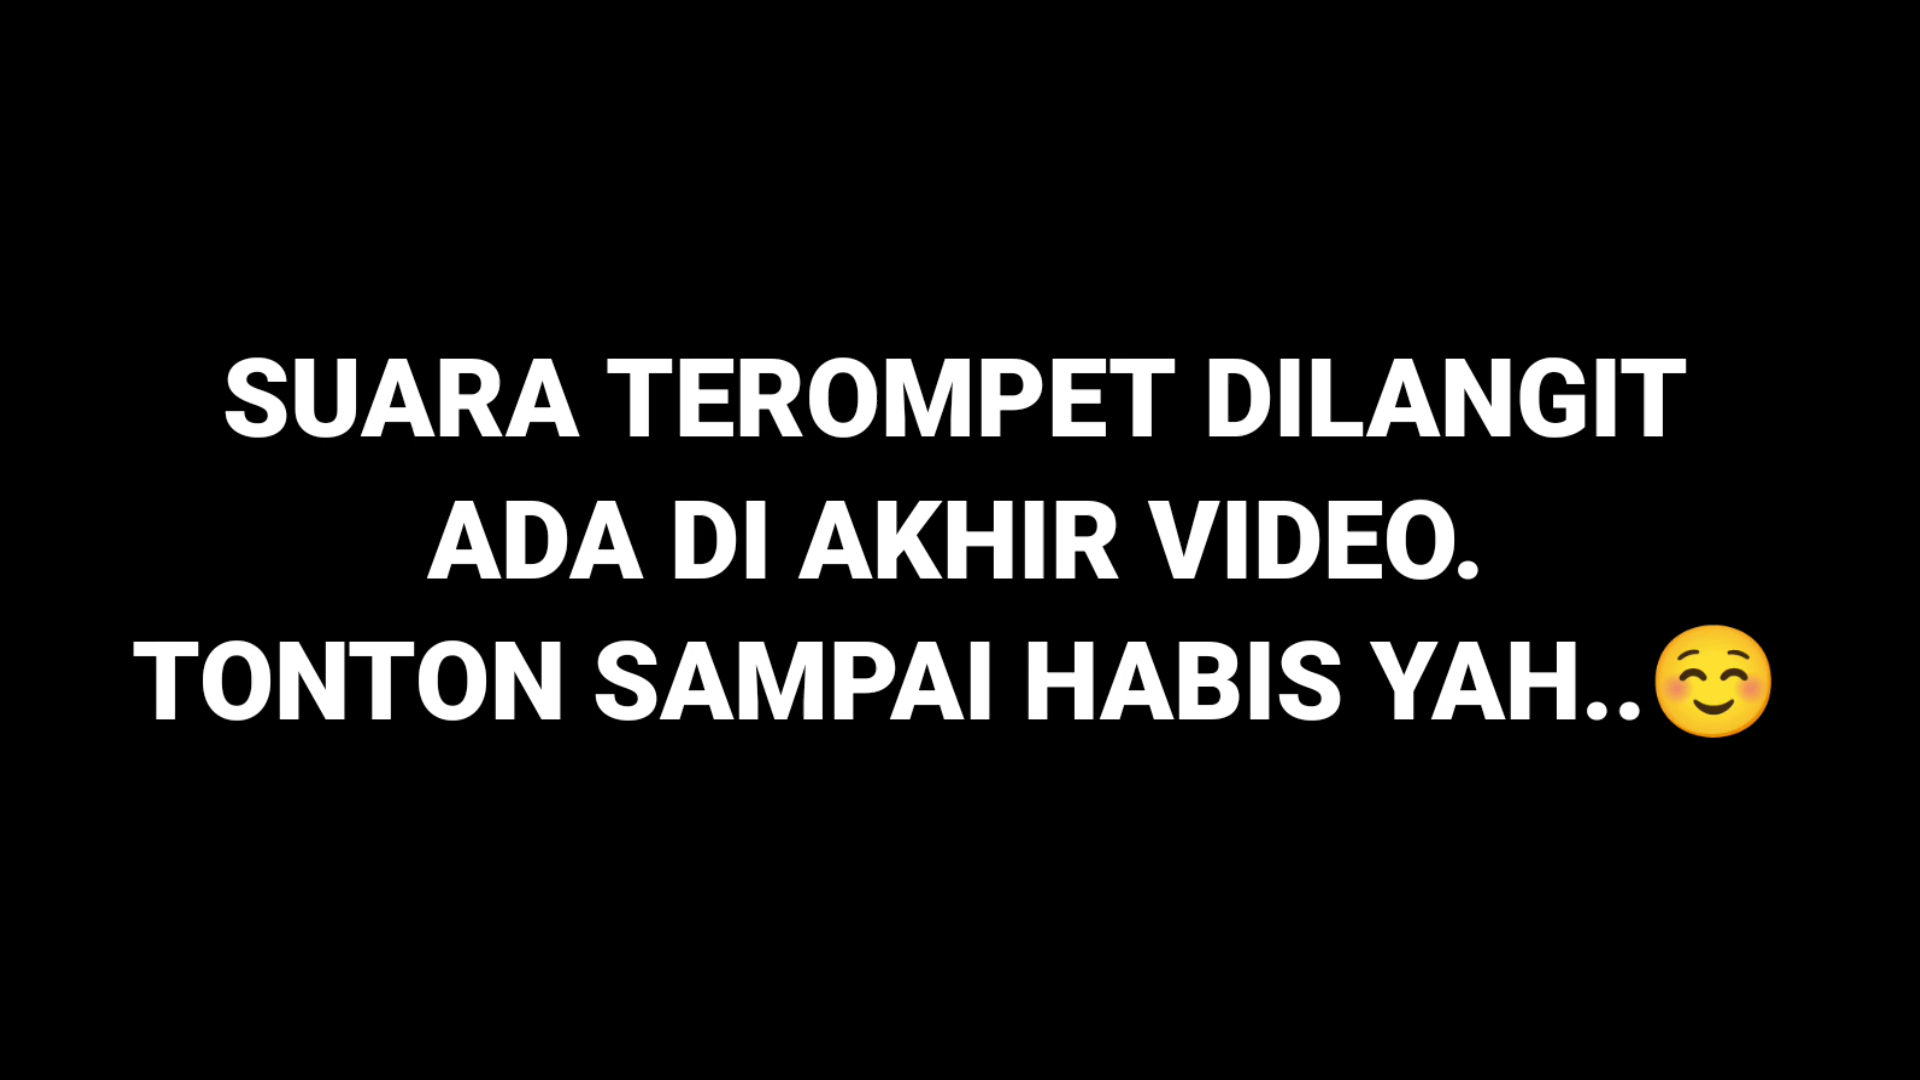 SUARA TEROMPET DILANGIT
ADA DI AKHIR VIDEO.
TONTON SAMPAI HABIS YAH..☺️